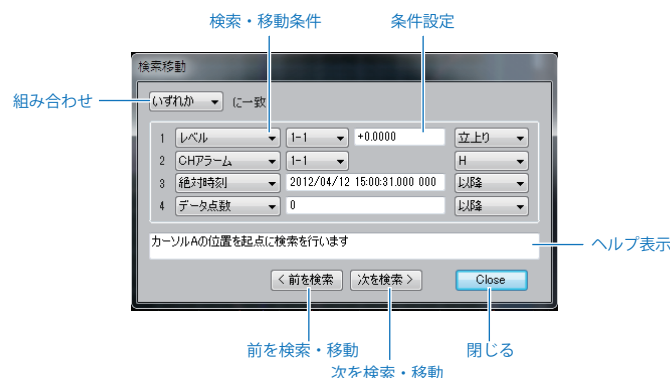 検索・移動条件
条件設定
検索移動
組み合わせ
いずれか に一致
1 レベル 1-1 +0.0000 立上り
2 CHアラーム 1-1 H
3 絶対時刻 2012/04/12 15:00:31.000 000 以降
4 データ点数 0 以降
カーソルAの位置を起点に検索を行います
ヘルプ表示
< 前を検索 次を検索 > Close
前を検索・移動
閉じる
次を検索・移動